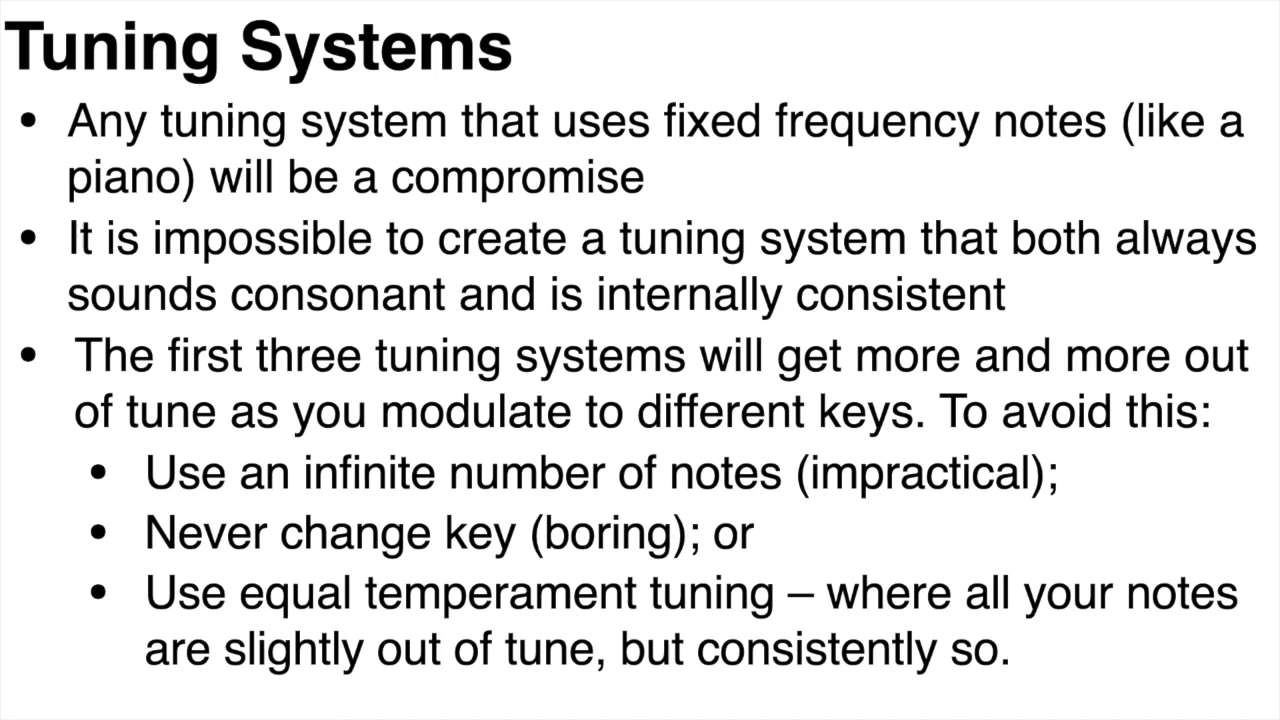 Tuning Systems
• Any tuning system that uses fixed frequency notes (like a
piano) will be a compromise
• It is impossible to create a tuning system that both always
sounds consonant and is internally consistent
• The first three tuning systems will get more and more out
of tune as you modulate to different keys. To avoid this:
• Use an infinite number of notes (impractical);
• Never change key (boring); or
• Use equal temperament tuning – where all your notes
are slightly out of tune, but consistently so.